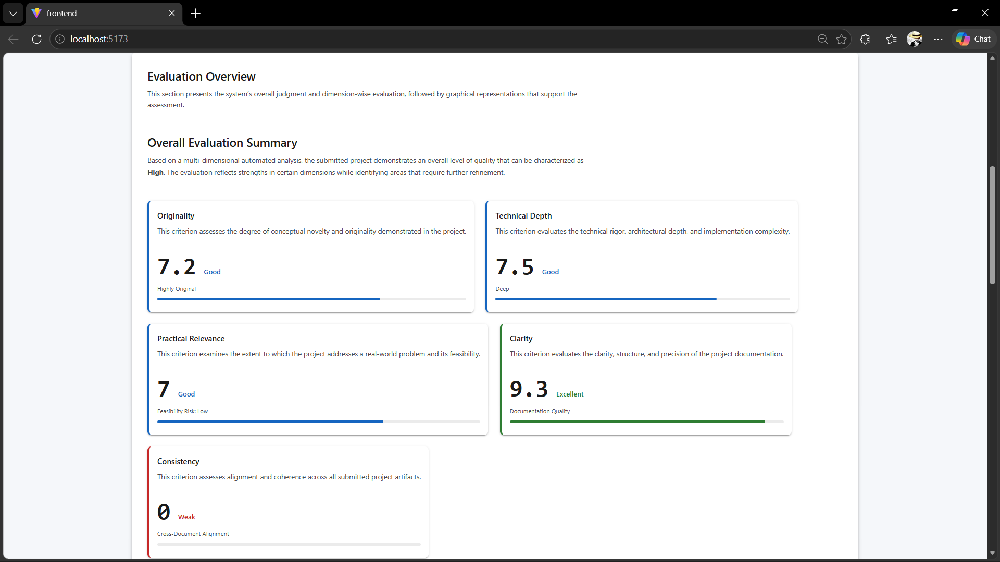 frontend
localhost:5173
Chat
Evaluation Overview
This section presents the system's overall judgment and dimension-wise evaluation, followed by graphical representations that support the
assessment.
Overall Evaluation Summary
Based on a multi-dimensional automated analysis, the submitted project demonstrates an overall level of quality that can be characterized as
High. The evaluation reflects strengths in certain dimensions while identifying areas that require further refinement.
Originality
This criterion assesses the degree of conceptual novelty and originality demonstrated in the project.
7.2 Good
Highly Original
Technical Depth
This criterion evaluates the technical rigor, architectural depth, and implementation complexity.
7.5 Good
Deep
Practical Relevance
This criterion examines the extent to which the project addresses a real-world problem and its feasibility.
7 Good
Feasibility Risk: Low
Clarity
This criterion evaluates the clarity, structure, and precision of the project documentation.
9.3 Excellent
Documentation Quality
Consistency
This criterion assesses alignment and coherence across all submitted project artifacts.
0 Weak
Cross-Document Alignment